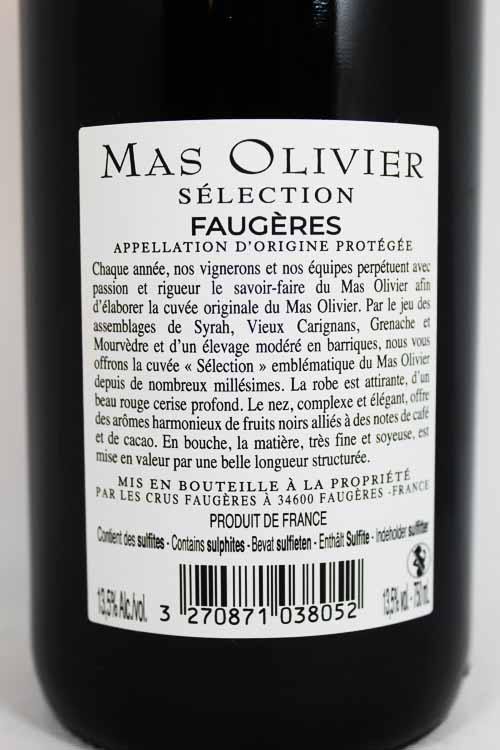 MAS OLIVIER
SÉLECTION
FAUGÈRES
APPELLATION D'ORIGINE PROTÉGÉE
Chaque année, nos vignerons et nos équipes perpétuent avec
passion et rigueur le savoir-faire du Mas Olivier afin
d'élaborer la cuvée originale du Mas Olivier. Par le jeu des
assemblages de Syrah, Vieux Carignans, Grenache et
Mourvèdre et d'un élevage modéré en barriques, nous vous
offrons la cuvée « Sélection » emblématique du Mas Olivier
depuis de nombreux millésimes. La robe est attirante, d'un
beau rouge cerise profond. Le nez, complexe et élégant, offre
des arômes harmonieux de fruits noirs alliés à des notes de café
et de cacao. En bouche, la matière, très fine et soyeuse, est
mise en valeur par une belle longueur structurée.
MIS EN BOUTEILLE À LA PROPRIÉTÉ
PAR LES CRUS FAUGÈRES À 34600 FAUGÈRES -FRANCE
PRODUIT DE FRANCE
Contient des sulfites - Contains sulphites - Bevat sulfieten - Enthält Sulfite - Indeholder sulfitter
13,5% Alc./vol.
3 270871 038052
13,5% vol. - 750mL